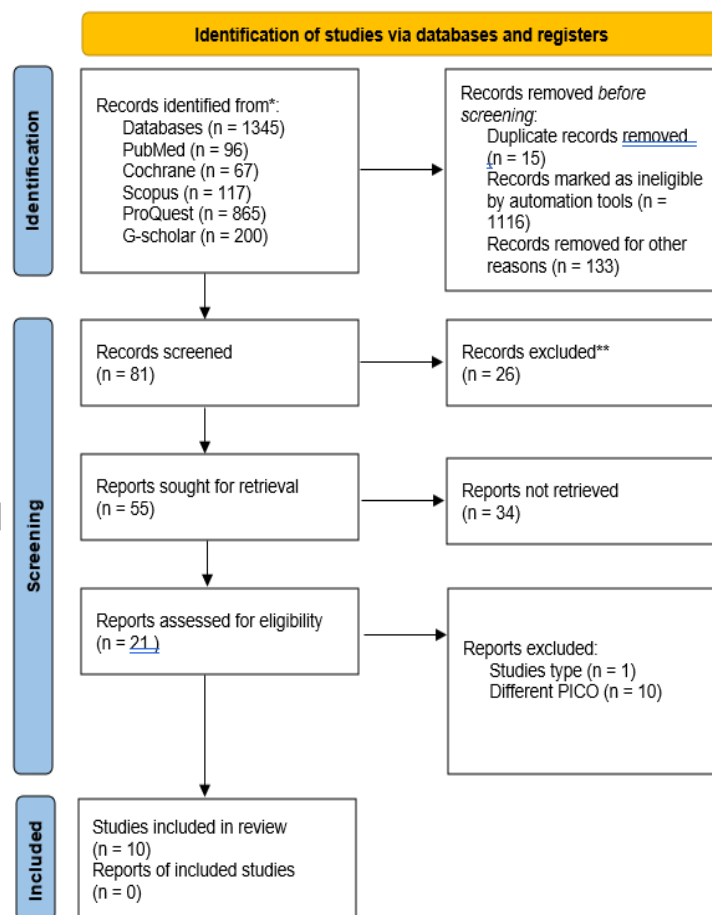 Identification of studies via databases and registers
Identification
Records identified from*:
Databases (n = 1345)
PubMed (n = 96)
Cochrane (n = 67)
Scopus (n = 117)
ProQuest (n = 865)
G-scholar (n = 200)
Records removed before
screening:
Duplicate records removed
(n = 15)
Records marked as ineligible
by automation tools (n =
1116)
Records removed for other
reasons (n = 133)
Screening
Records screened
(n = 81)
Records excluded**
(n = 26)
Reports sought for retrieval
(n = 55)
Reports not retrieved
(n = 34)
Reports assessed for eligibility
(n = 21 )
Reports excluded:
Studies type (n = 1)
Different PICO (n = 10)
Included
Studies included in review
(n = 10)
Reports of included studies
(n = 0)